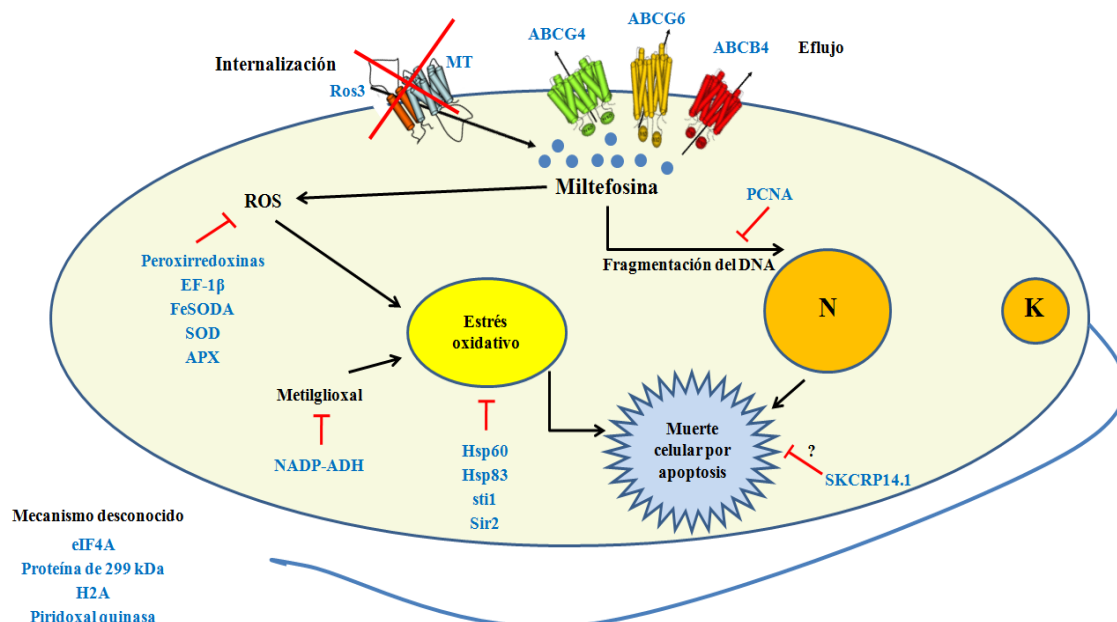 ABCG4
ABCG6
ABCB4
Eflujo
Internalización
MT
Ros3
Miltefosina
ROS
PCNA
Fragmentación del DNA
Peroxirredoxinas
EF-1β
FeSODA
SOD
APX
Estrés
oxidativo
N
K
Metilglioxal
NADP-ADH
Hsp60
Hsp83
sti1
Sir2
Muerte
celular por
apoptosis
?
SKCRP14.1
Mecanismo desconocido
eIF4A
Proteína de 299 kDa
H2A
Piridoxal quinasa